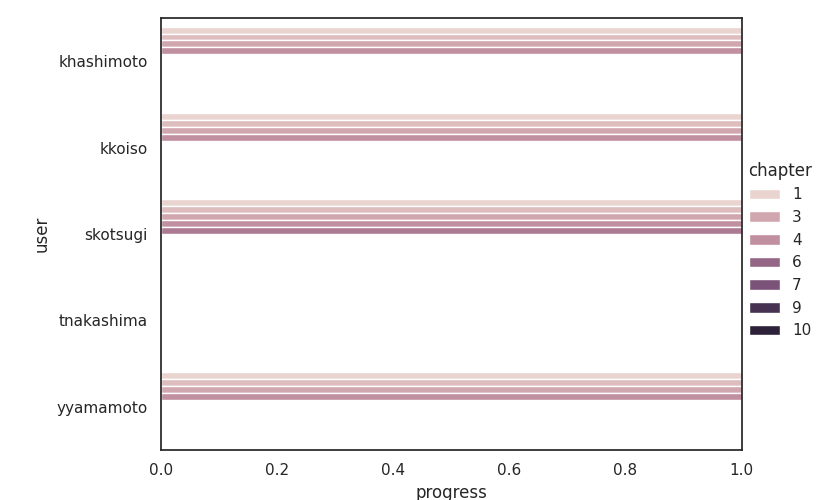 khashimoto
kkoiso
skotsugi
tnakashima
yyamamoto
user
0.0 0.2 0.4 0.6 0.8 1.0
progress
chapter
1
3
4
6
7
9
10